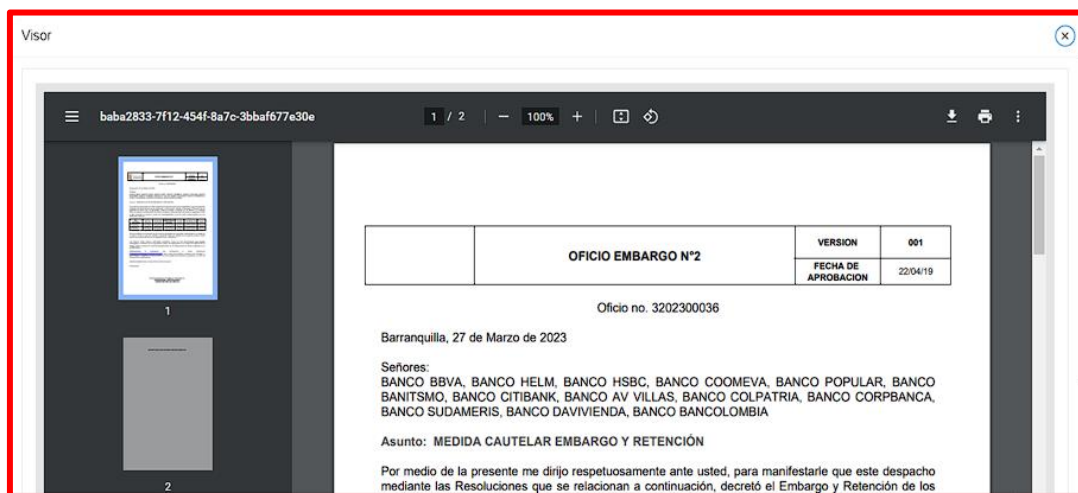 Visor
baba2833-7f12-454f-8a7c-3bbaf677e30e
1 / 2
100%
1
2
OFICIO EMBARGO N°2
VERSION
001
FECHA DE
APROBACION
22/04/19
Oficio no. 3202300036
Barranquilla, 27 de Marzo de 2023
Señores:
BANCO BBVA, BANCO HELM, BANCO HSBC, BANCO COOMEVA, BANCO POPULAR, BANCO
BANITSMO, BANCO CITIBANK, BANCO AV VILLAS, BANCO COLPATRIA, BANCO CORPBANCA,
BANCO SUDAMERIS, BANCO DAVIVIENDA, BANCO BANCOLOMBIA
Asunto: MEDIDA CAUTELAR EMBARGO Y RETENCIÓN
Por medio de la presente me dirijo respetuosamente ante usted, para manifestarle que este despacho
mediante las Resoluciones que se relacionan a continuación, decretó el Embargo y Retención de los